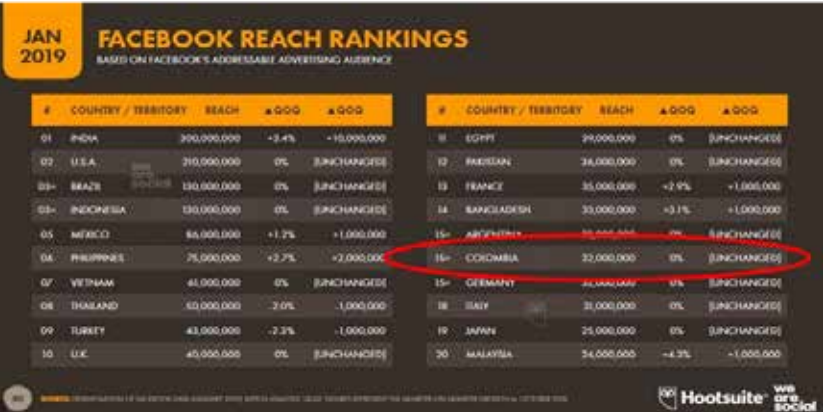 JAN
2019
FACEBOOK REACH RANKINGS
BASED ON FACEBOOK'S ADDRESSABLE ADVERTISING AUDIENCE
# COUNTRY / TERRITORY REACH ▲QOQ ▲QOQ
01 INDIA 300,000,000 +3.4% +10,000,000
02 U.S.A. 210,000,000 0% [UNCHANGED]
03= BRAZIL 130,000,000 0% [UNCHANGED]
03= INDONESIA 130,000,000 0% [UNCHANGED]
05 MEXICO 86,000,000 +1.2% +1,000,000
06 PHILIPPINES 75,000,000 +2.7% +2,000,000
07 VIETNAM 61,000,000 0% [UNCHANGED]
08 THAILAND 50,000,000 -2.0% -1,000,000
09 TURKEY 43,000,000 -2.3% -1,000,000
10 U.K. 40,000,000 0% [UNCHANGED]
# COUNTRY / TERRITORY REACH ▲QOQ ▲QOQ
11 EGYPT 39,000,000 0% [UNCHANGED]
12 PAKISTAN 36,000,000 0% [UNCHANGED]
13 FRANCE 35,000,000 +2.9% +1,000,000
14 BANGLADESH 33,000,000 +3.1% +1,000,000
15= ARGENTINA 0% [UNCHANGED]
15= COLOMBIA 32,000,000 0% [UNCHANGED]
15= GERMANY 32,000,000 0% [UNCHANGED]
18 ITALY 31,000,000 0% [UNCHANGED]
19 JAPAN 25,000,000 0% [UNCHANGED]
20 MALAYSIA 24,000,000 +4.3% +1,000,000
we
are
social
Hootsuite
we
are
social